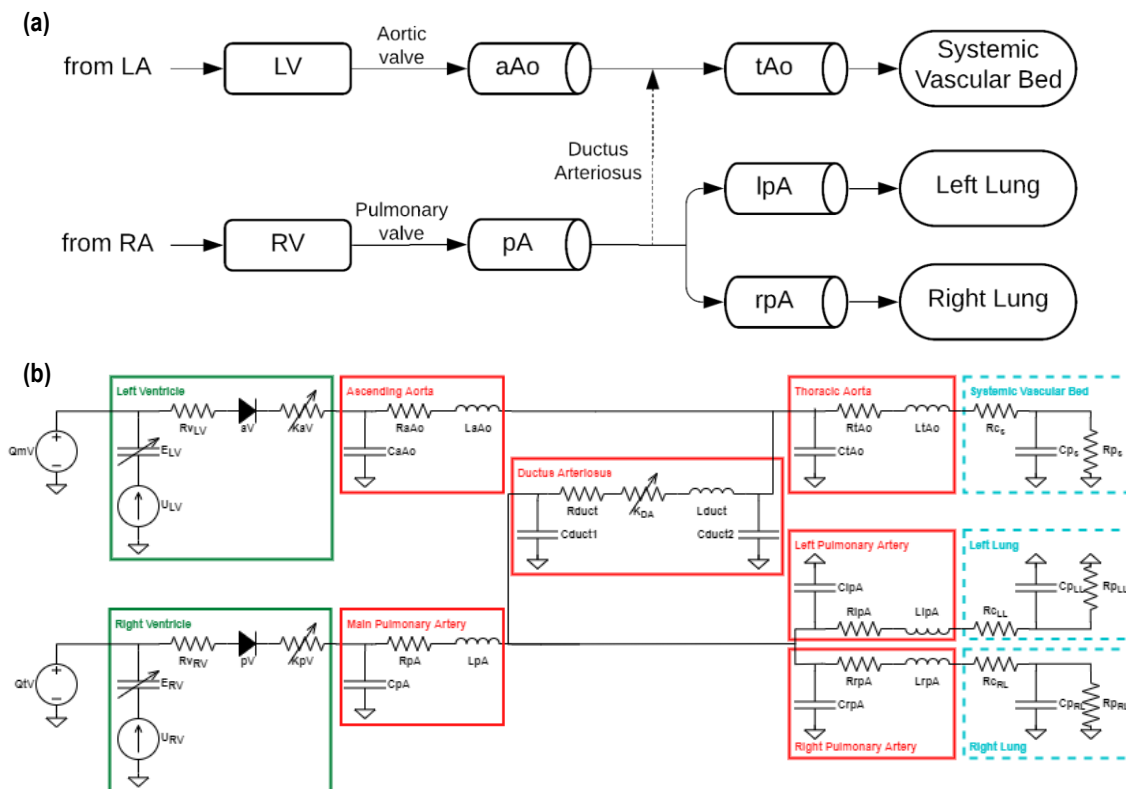 (a)
from LA
LV
Aortic
valve
aAo
tAo
Systemic
Vascular Bed
Ductus
Arteriosus
lpA
Left Lung
from RA
RV
Pulmonary
valve
pA
rpA
Right Lung
(b)
Left Ventricle
Ascending Aorta
Thoracic Aorta
Systemic Vascular Bed
RvLV
aV
KaV
RaAo
LaAo
RtAo
LtAo
Rcs
QmV
ELV
CaAo
CtAo
Cps
Rps
ULV
Ductus Arteriosus
Rduct
KDA
Lduct
Cduct1
Cduct2
Left Pulmonary Artery
Left Lung
ClpA
CpLL
RpLL
RlpA
LlpA
RcLL
Right Ventricle
Main Pulmonary Artery
RvRV
pV
KpV
RpA
LpA
RrpA
LrpA
RcRL
QtV
ERV
CpA
CrpA
CpRL
RpRL
URV
Right Pulmonary Artery
Right Lung